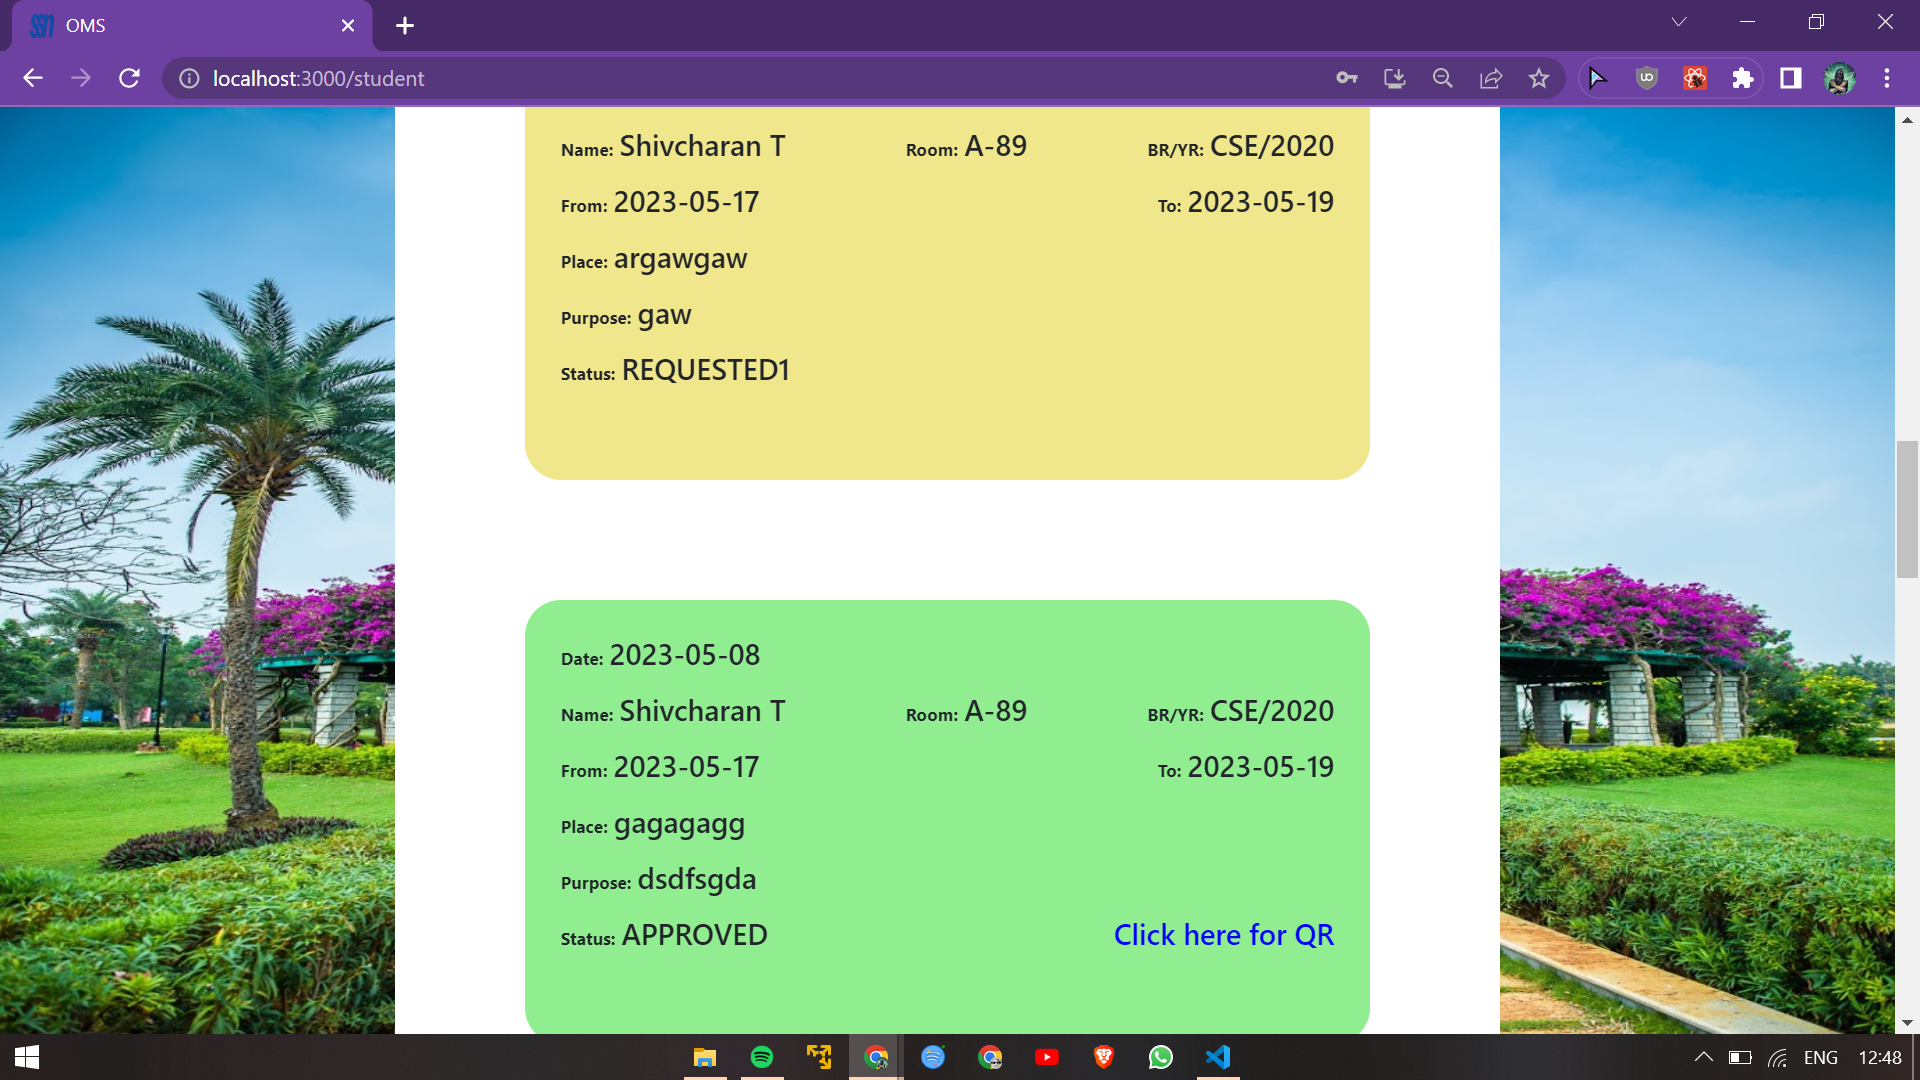 OMS
localhost:3000/student
Name: Shivcharan T Room: A-89 BR/YR: CSE/2020
From: 2023-05-17 To: 2023-05-19
Place: argawgaw
Purpose: gaw
Status: REQUESTED1
Date: 2023-05-08
Name: Shivcharan T Room: A-89 BR/YR: CSE/2020
From: 2023-05-17 To: 2023-05-19
Place: gagagagg
Purpose: dsdfsgda
Status: APPROVED Click here for QR
ENG 12:48